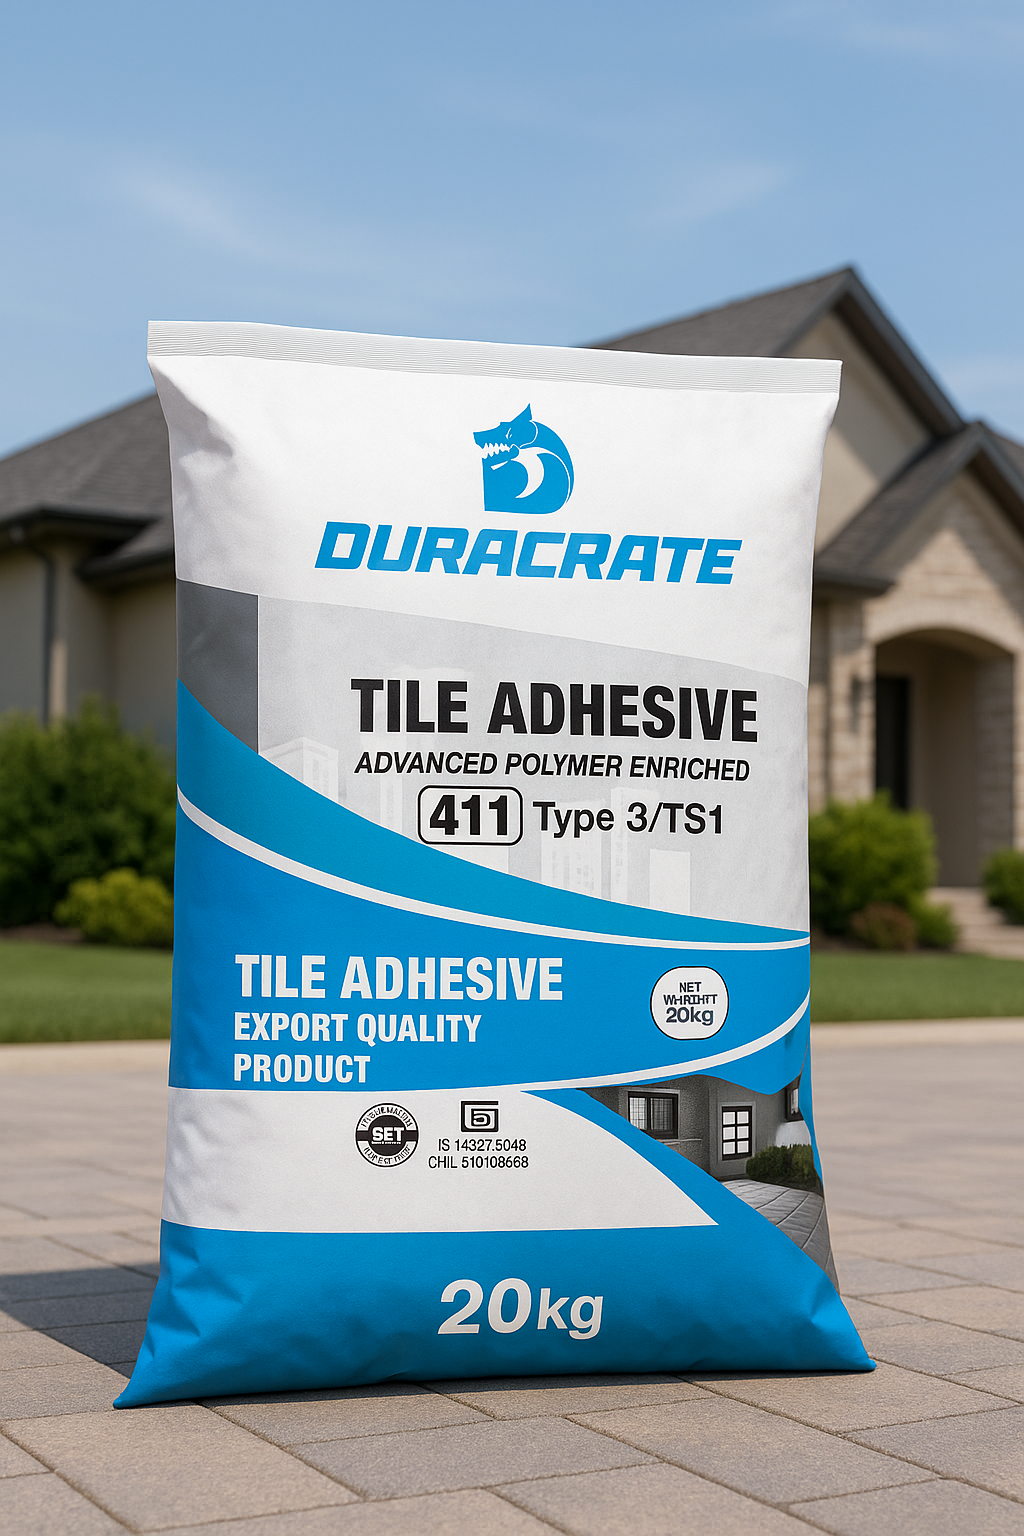 DURACRATE
TILE ADHESIVE
ADVANCED POLYMER ENRICHED
411 Type 3/TS1
TILE ADHESIVE
EXPORT QUALITY
PRODUCT
NET
20kg
SET
IS 14327.5048
CHIL 510108668
20kg